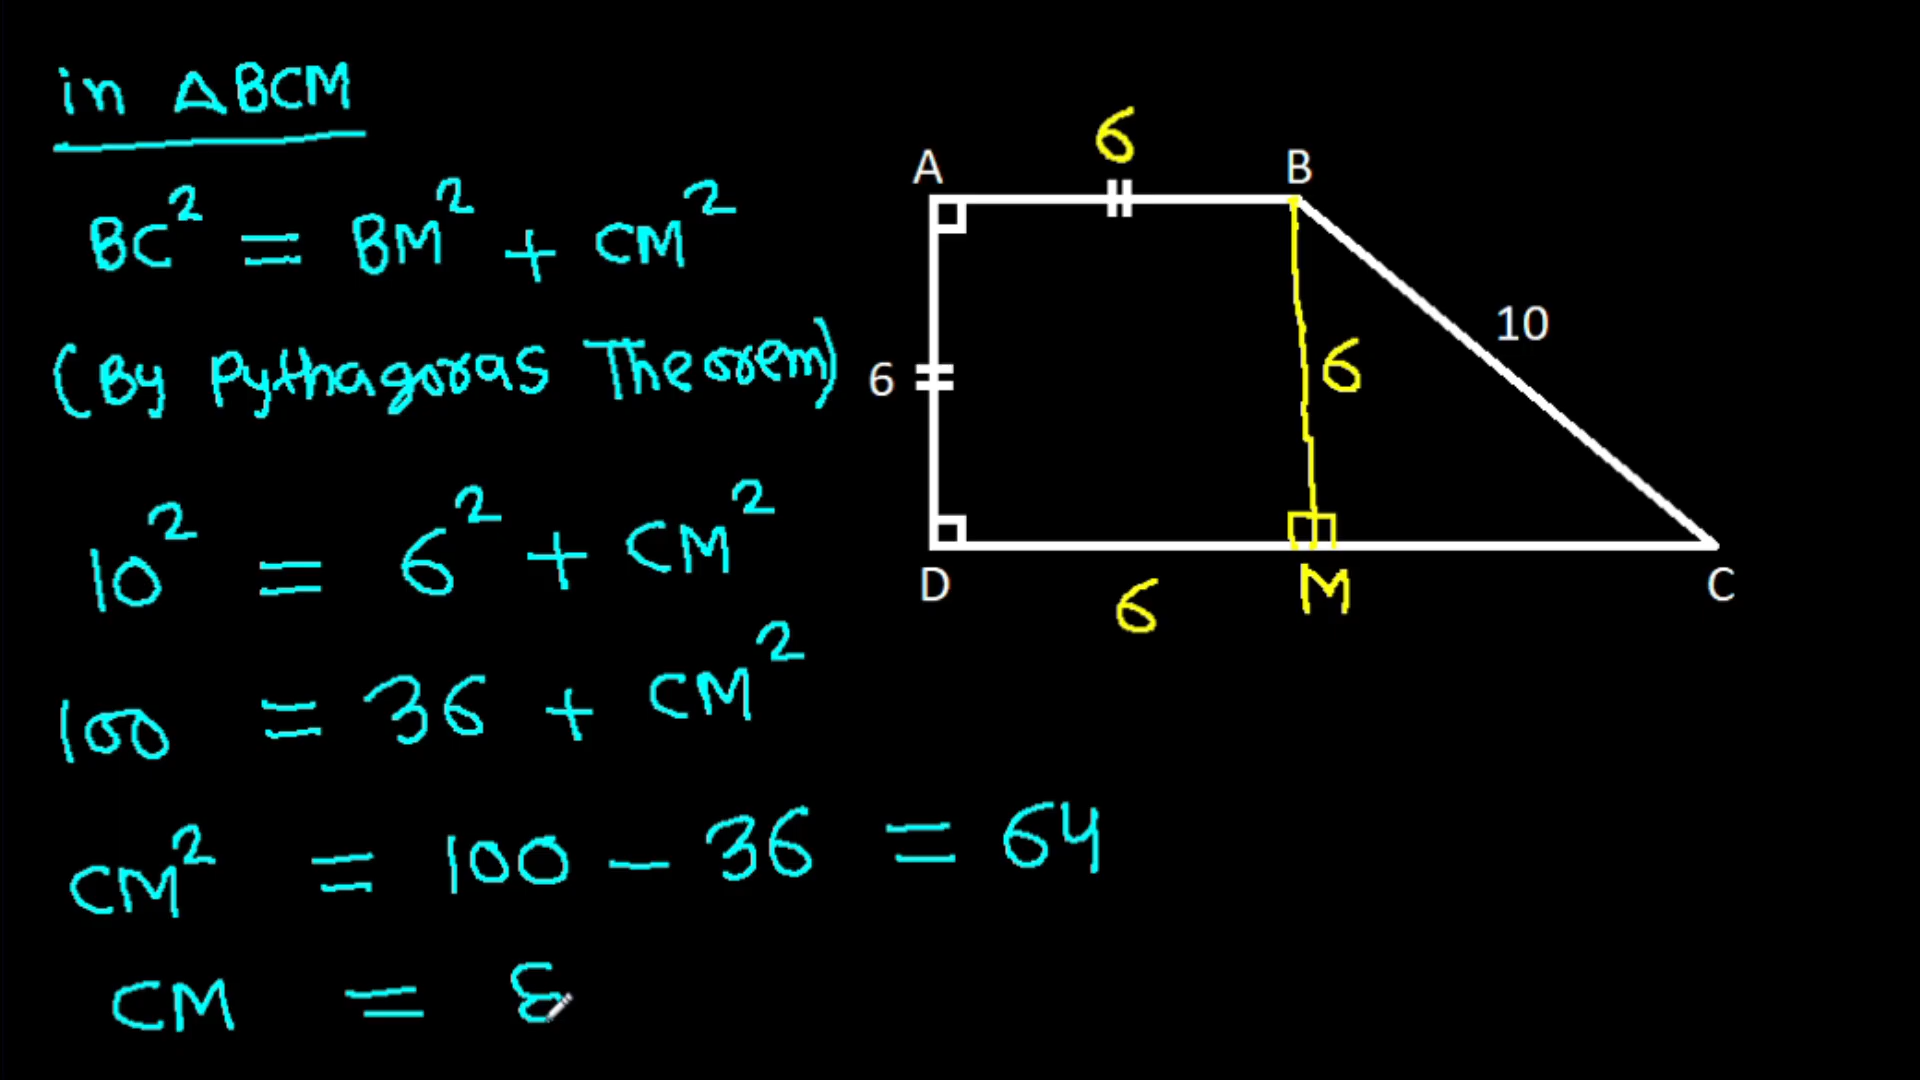 in ΔBCM
BC² = BM² + CM²
(By Pythagoras Theorem)
10² = 6² + CM²
100 = 36 + CM²
CM² = 100 - 36 = 64
CM = 8
6
A B
10
6
6
D M C
6